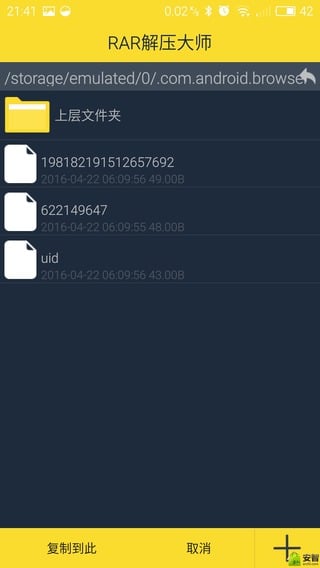 21:41 0.02 K/s 42
RAR解压大师
/storage/emulated/0/.com.android.browser
上层文件夹
198182191512657692
2016-04-22 06:09:56 49.00B
622149647
2016-04-22 06:09:55 48.00B
uid
2016-04-22 06:09:56 43.00B
复制到此 取消
安智